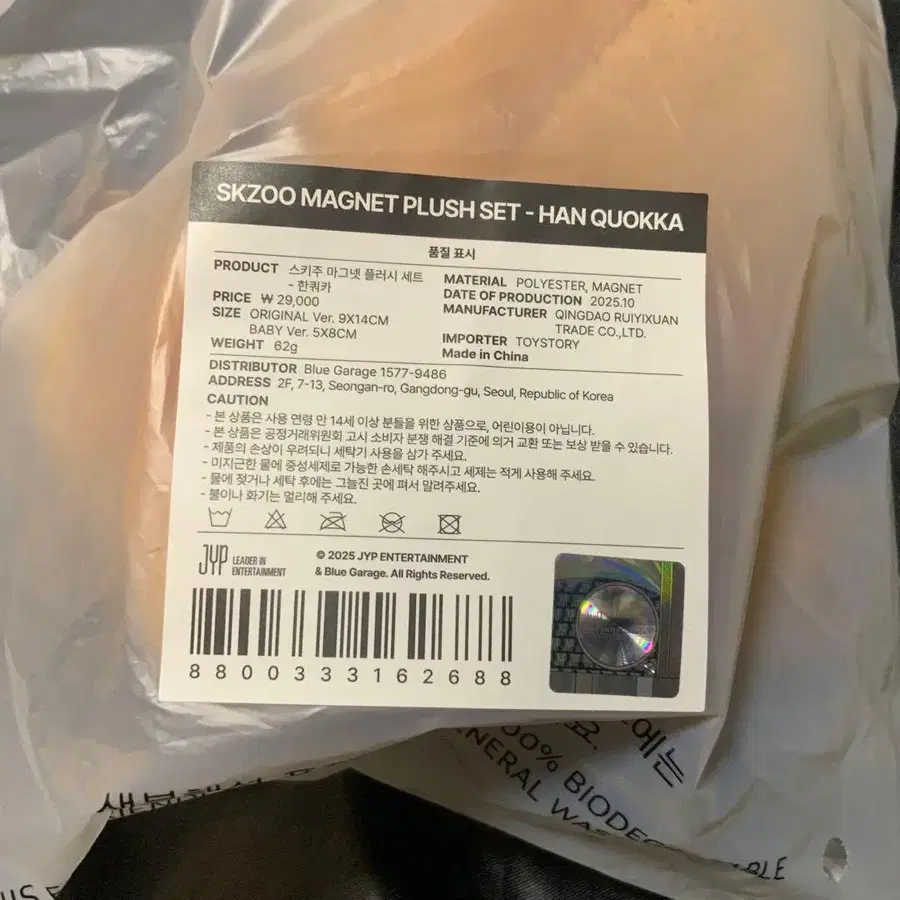 SKZOO MAGNET PLUSH SET - HAN QUOKKA
품질 표시
PRODUCT 스키주 마그넷 플러시 세트
- 한쿼카
PRICE ₩ 29,000
SIZE ORIGINAL Ver. 9X14CM
BABY Ver. 5X8CM
WEIGHT 62g
MATERIAL POLYESTER, MAGNET
DATE OF PRODUCTION 2025.10
MANUFACTURER QINGDAO RUIYIXUAN
TRADE CO.,LTD.
IMPORTER TOYSTORY
Made in China
DISTRIBUTOR Blue Garage 1577-9486
ADDRESS 2F, 7-13, Seongan-ro, Gangdong-gu, Seoul, Republic of Korea
CAUTION
- 본 상품은 사용 연령 만 14세 이상 분들을 위한 상품으로, 어린이용이 아닙니다.
- 본 상품은 공정거래위원회 고시 소비자 분쟁 해결 기준에 의거 교환 또는 보상 받을 수 있습니다.
- 제품의 손상이 우려되니 세탁기 사용을 삼가 주세요.
- 미지근한 물에 중성세제로 가능한 손세탁 해주시고 세제는 적게 사용해 주세요.
- 물에 젖거나 세탁 후에는 그늘진 곳에 펴서 말려주세요.
- 불이나 화기는 멀리해 주세요.
JYP LEADER IN
ENTERTAINMENT
© 2025 JYP ENTERTAINMENT
& Blue Garage. All Rights Reserved.
8800333162688
JYP
에는
요.
00% BIODEG
ENERAL WAS